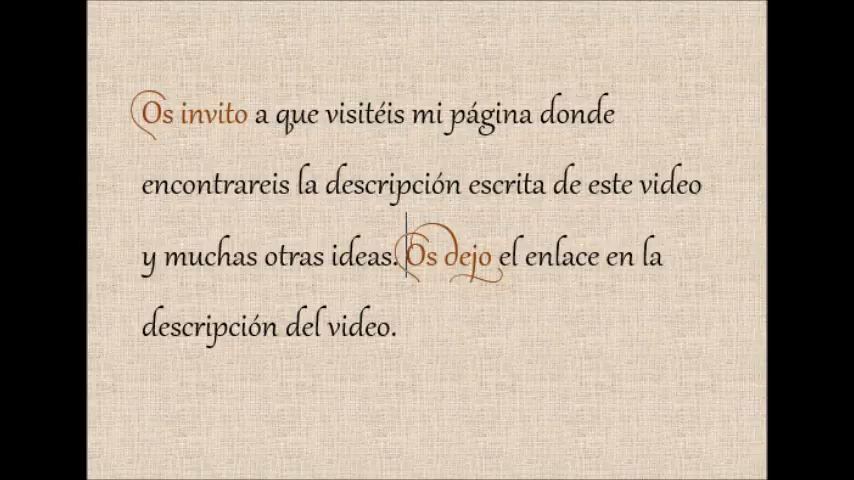 Os invito a que visitéis mi página donde
encontrareis la descripción escrita de este video
y muchas otras ideas. Os dejo el enlace en la
descripción del video.